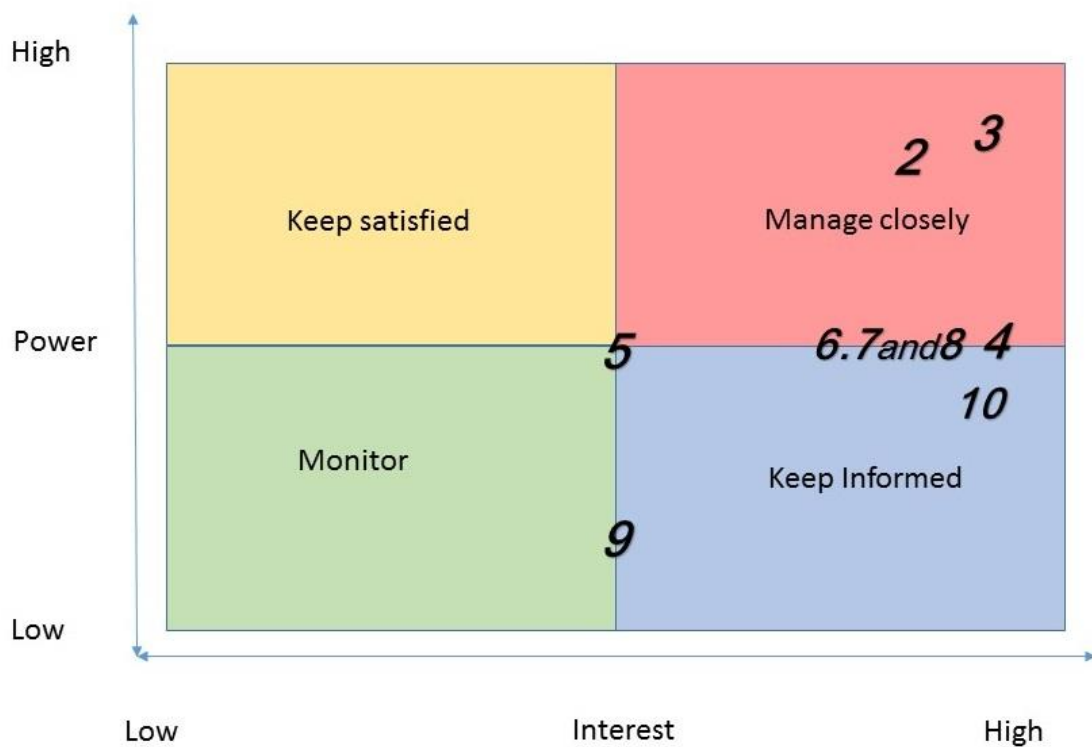 High
3
2
Keep satisfied
Manage closely
Power
5
6.7and8 4
10
Monitor
Keep Informed
9
Low
Low
Interest
High